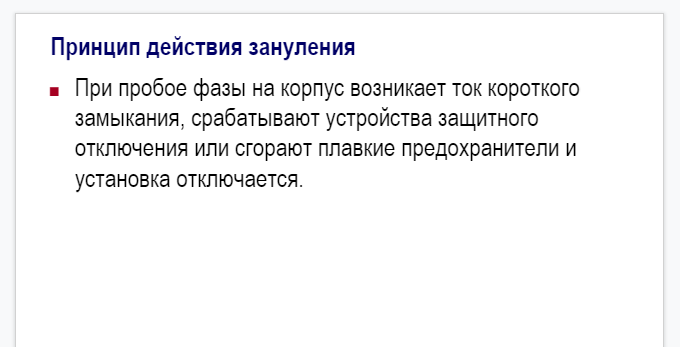 Принцип действия зануления
При пробое фазы на корпус возникает ток короткого
замыкания, срабатывают устройства защитного
отключения или сгорают плавкие предохранители и
установка отключается.